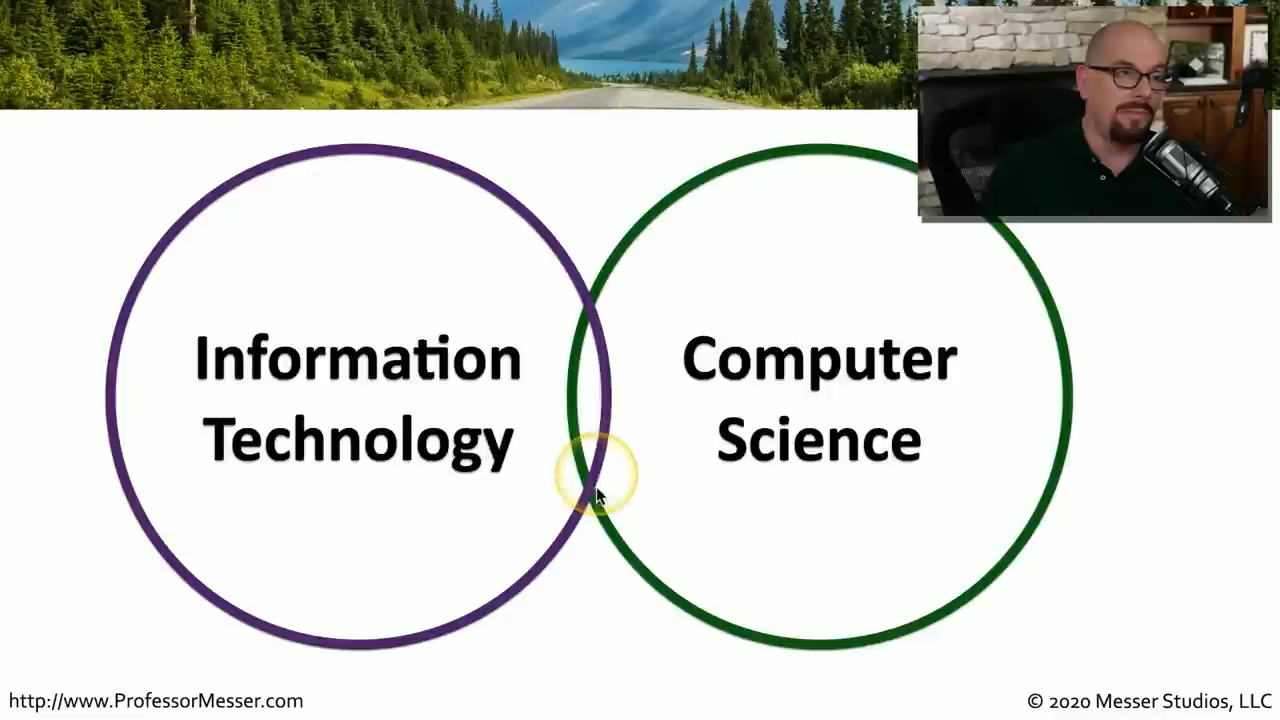 Information
Technology
Computer
Science
http://www.ProfessorMesser.com
© 2020 Messer Studios, LLC